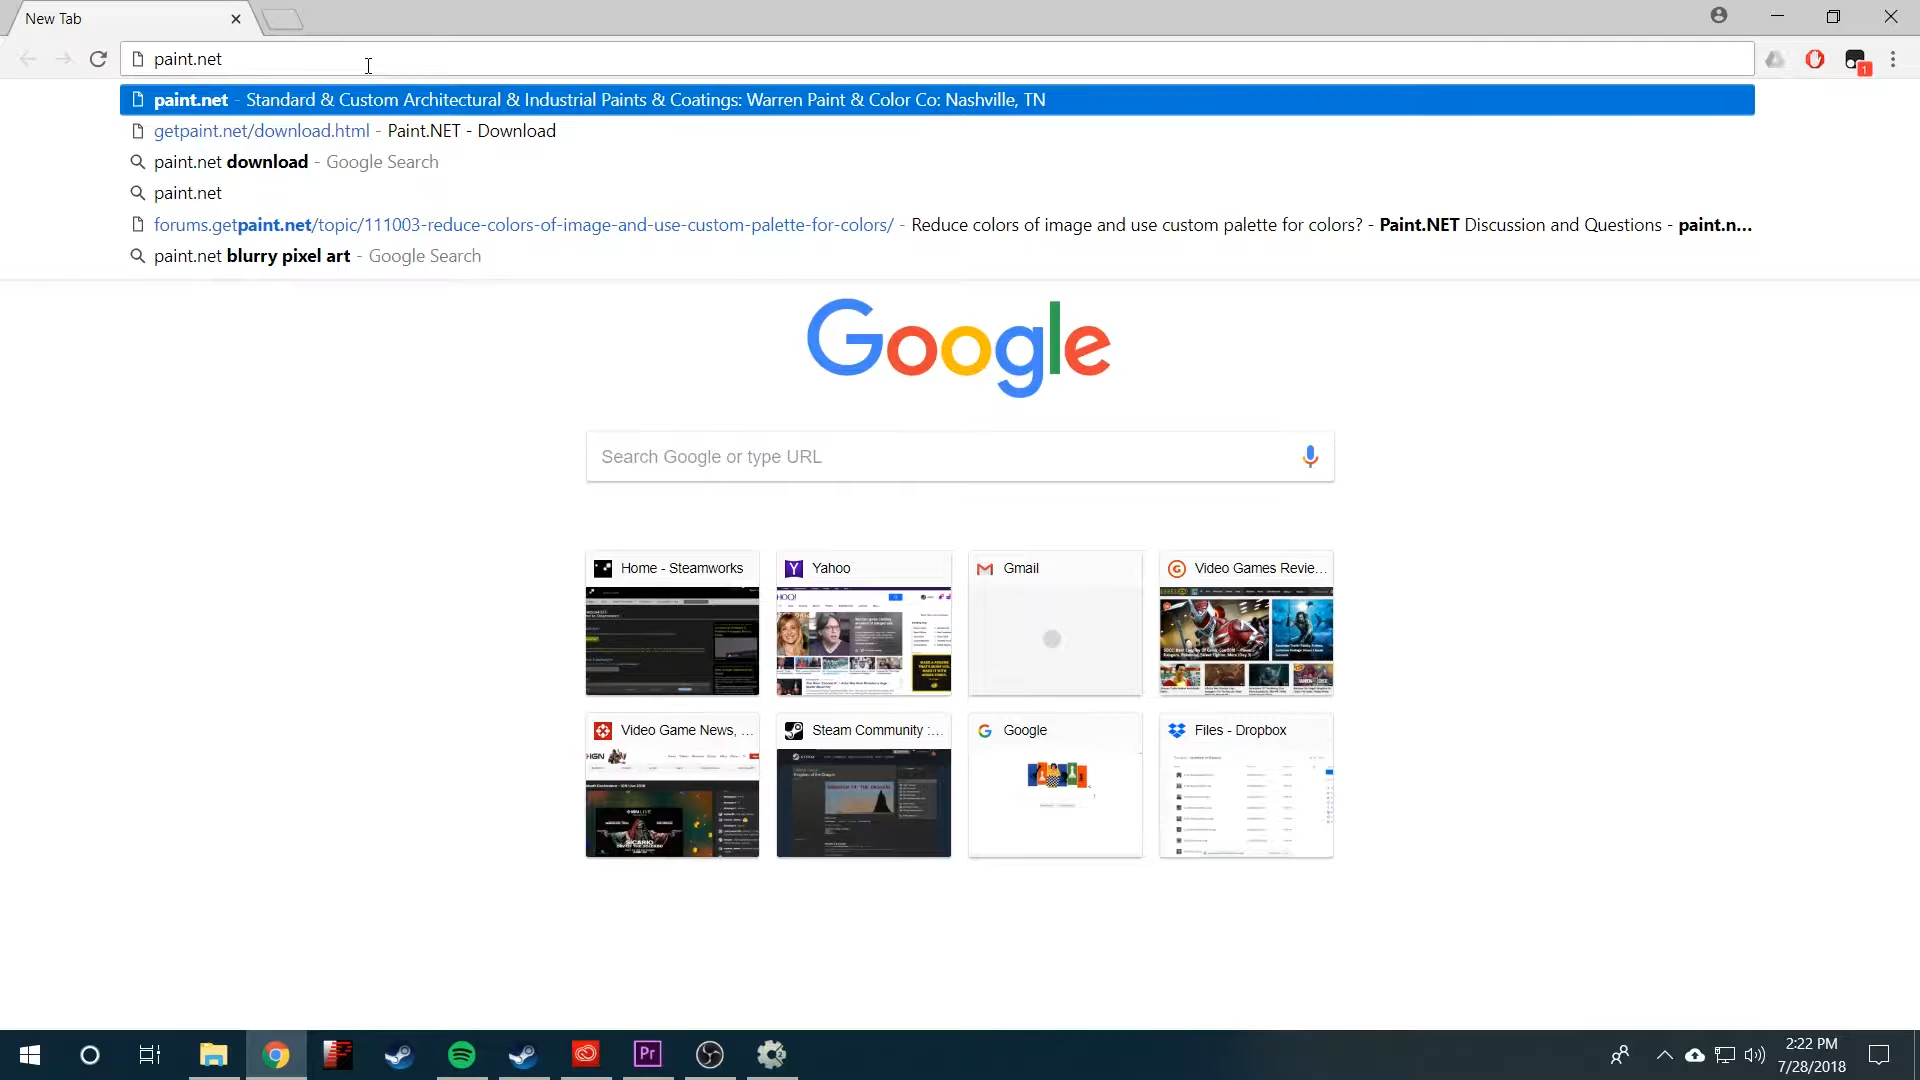 New Tab
paint.net
paint.net - Standard & Custom Architectural & Industrial Paints & Coatings: Warren Paint & Color Co: Nashville, TN
getpaint.net/download.html - Paint.NET - Download
paint.net download - Google Search
paint.net
forums.getpaint.net/topic/111003-reduce-colors-of-image-and-use-custom-palette-for-colors/ - Reduce colors of image and use custom palette for colors? - Paint.NET Discussion and Questions - paint.n...
paint.net blurry pixel art - Google Search
1
Google
Search Google or type URL
Home - Steamworks
Yahoo
Gmail
Video Games Revie...
Video Game News, ...
Steam Community :...
Google
Files - Dropbox
IGN
SICARIO
Pr
2:22 PM
7/28/2018